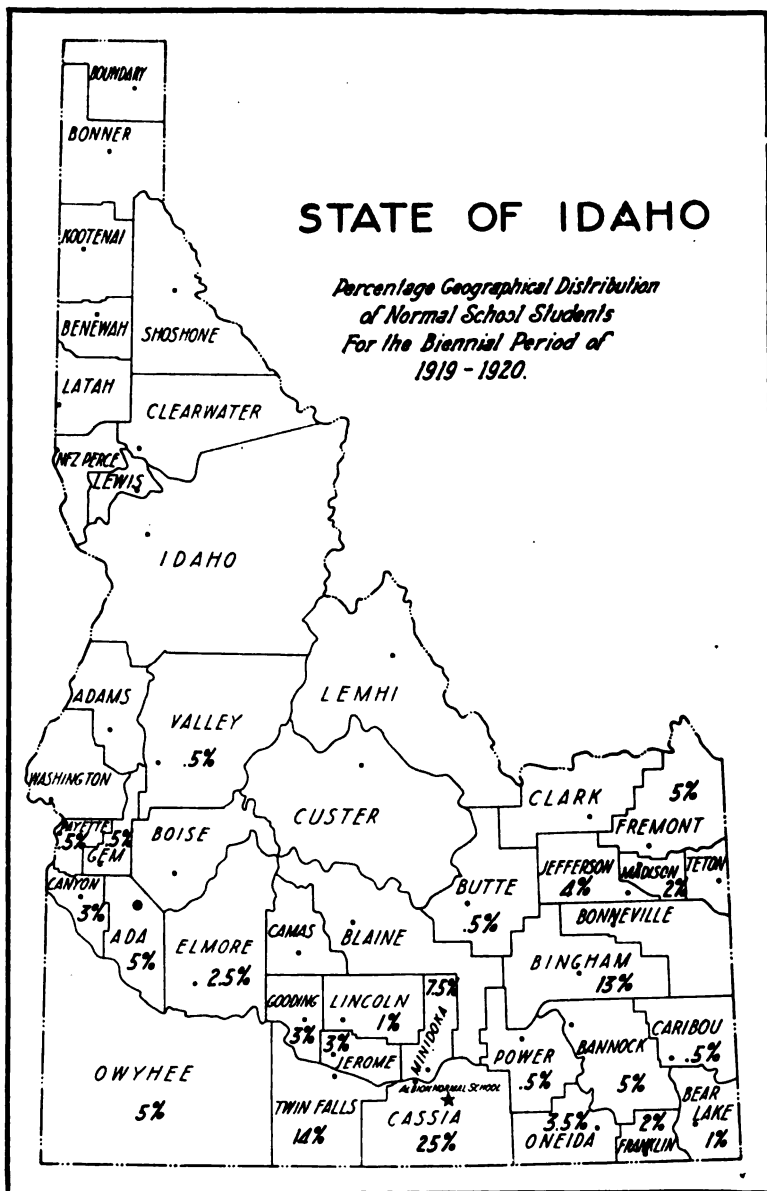 BOUNDARY
BONNER
STATE OF IDAHO
KOOTENAI
Percentage Geographical Distribution
of Normal School Students
For the Biennial Period of
1919 - 1920.
BENEWAH
SHOSHONE
LATAH
CLEARWATER
NEZ PERCE
LEWIS
IDAHO
ADAMS
LEMHI
VALLEY
.5%
WASHINGTON
CUSTER
CLARK
5%
FREMONT
PAYETTE
.5%
.5%
GEM
BOISE
JEFFERSON
4%
MADISON
2%
TETON
CANYON
3%
BUTTE
.5%
ADA
5%
ELMORE
2.5%
CAMAS
BLAINE
BONNEVILLE
BINGHAM
13%
GOODING
3%
LINCOLN
1%
7.5%
MINIDOKA
3%
JEROME
POWER
.5%
BANNOCK
5%
CARIBOU
.5%
OWYHEE
5%
TWIN FALLS
14%
ALBION NORMAL SCHOOL
CASSIA
25%
3.5%
ONEIDA
2%
FRANKLIN
BEAR
LAKE
1%